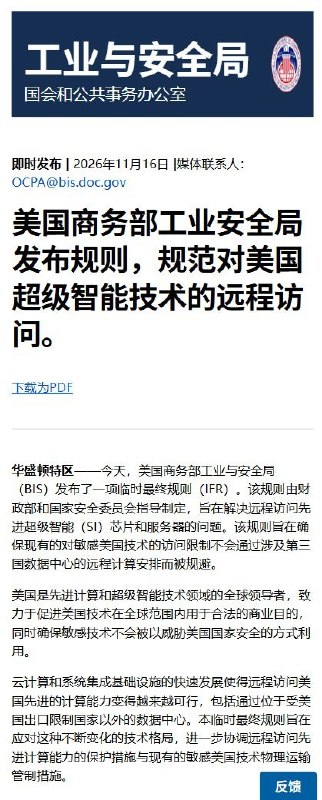 工业与安全局
国会和公共事务办公室
即时发布 | 2026年11月16日 |媒体联系人：
OCPA@bis.doc.gov
美国商务部工业安全局
发布规则，规范对美国
超级智能技术的远程访
问。
下载为PDF
华盛顿特区——今天，美国商务部工业与安全局
（BIS）发布了一项临时最终规则（IFR）。该规则由财
政部和国家安全委员会指导制定，旨在解决远程访问先
进超级智能（SI）芯片和服务器的问题。该规则旨在确
保现有的对敏感美国技术的访问限制不会通过涉及第三
国数据中心的远程计算安排而被规避。
美国是先进计算和超级智能技术领域的全球领导者，致
力于促进美国技术在全球范围内用于合法的商业目的，
同时确保敏感技术不会被以威胁美国国家安全的方式利
用。
云计算和系统集成基础设施的快速发展使得远程访问美
国先进的计算能力变得越来越可行，包括通过位于受美
国出口限制国家以外的数据中心。本临时最终规则旨在
应对这种不断变化的技术格局，进一步协调远程访问先
进计算能力的保护措施与现有的敏感美国技术物理运输
管制措施。
反馈